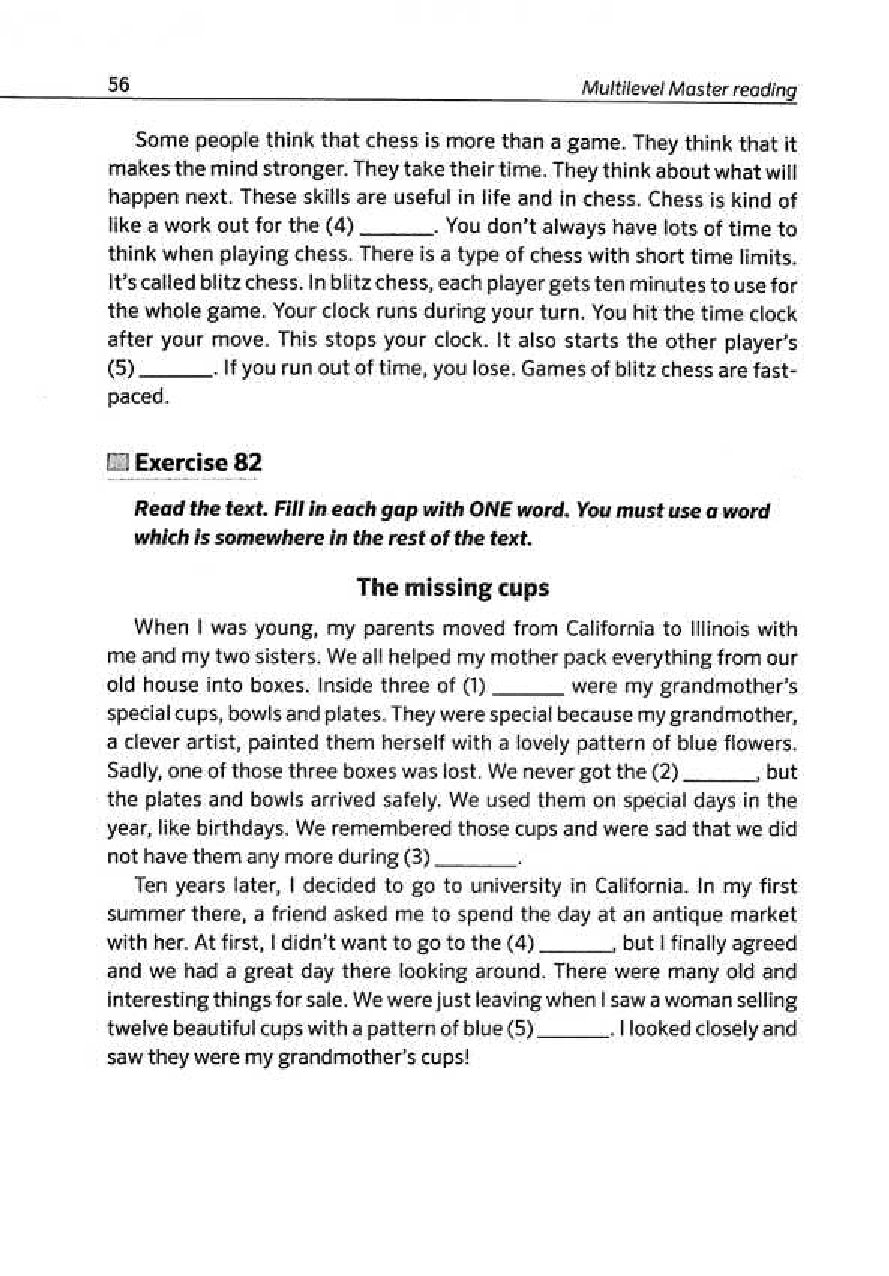 56
Multilevel Master reading
Some people think that chess is more than a game. They think that it
makes the mind stronger. They take their time. They think about what will
happen next. These skills are useful in life and in chess. Chess is kind of
like a work out for the (4) _______. You don't always have lots of time to
think when playing chess. There is a type of chess with short time limits.
It's called blitz chess. In blitz chess, each player gets ten minutes to use for
the whole game. Your clock runs during your turn. You hit the time clock
after your move. This stops your clock. It also starts the other player's
(5) _______. If you run out of time, you lose. Games of blitz chess are fast-
paced.
Exercise 82
Read the text. Fill in each gap with ONE word. You must use a word
which is somewhere in the rest of the text.
The missing cups
When I was young, my parents moved from California to Illinois with
me and my two sisters. We all helped my mother pack everything from our
old house into boxes. Inside three of (1) _______ were my grandmother's
special cups, bowls and plates. They were special because my grandmother,
a clever artist, painted them herself with a lovely pattern of blue flowers.
Sadly, one of those three boxes was lost. We never got the (2) _______, but
the plates and bowls arrived safely. We used them on special days in the
year, like birthdays. We remembered those cups and were sad that we did
not have them any more during (3) ________.
Ten years later, I decided to go to university in California. In my first
summer there, a friend asked me to spend the day at an antique market
with her. At first, I didn't want to go to the (4) _______, but I finally agreed
and we had a great day there looking around. There were many old and
interesting things for sale. We were just leaving when I saw a woman selling
twelve beautiful cups with a pattern of blue (5) _______. I looked closely and
saw they were my grandmother's cups!